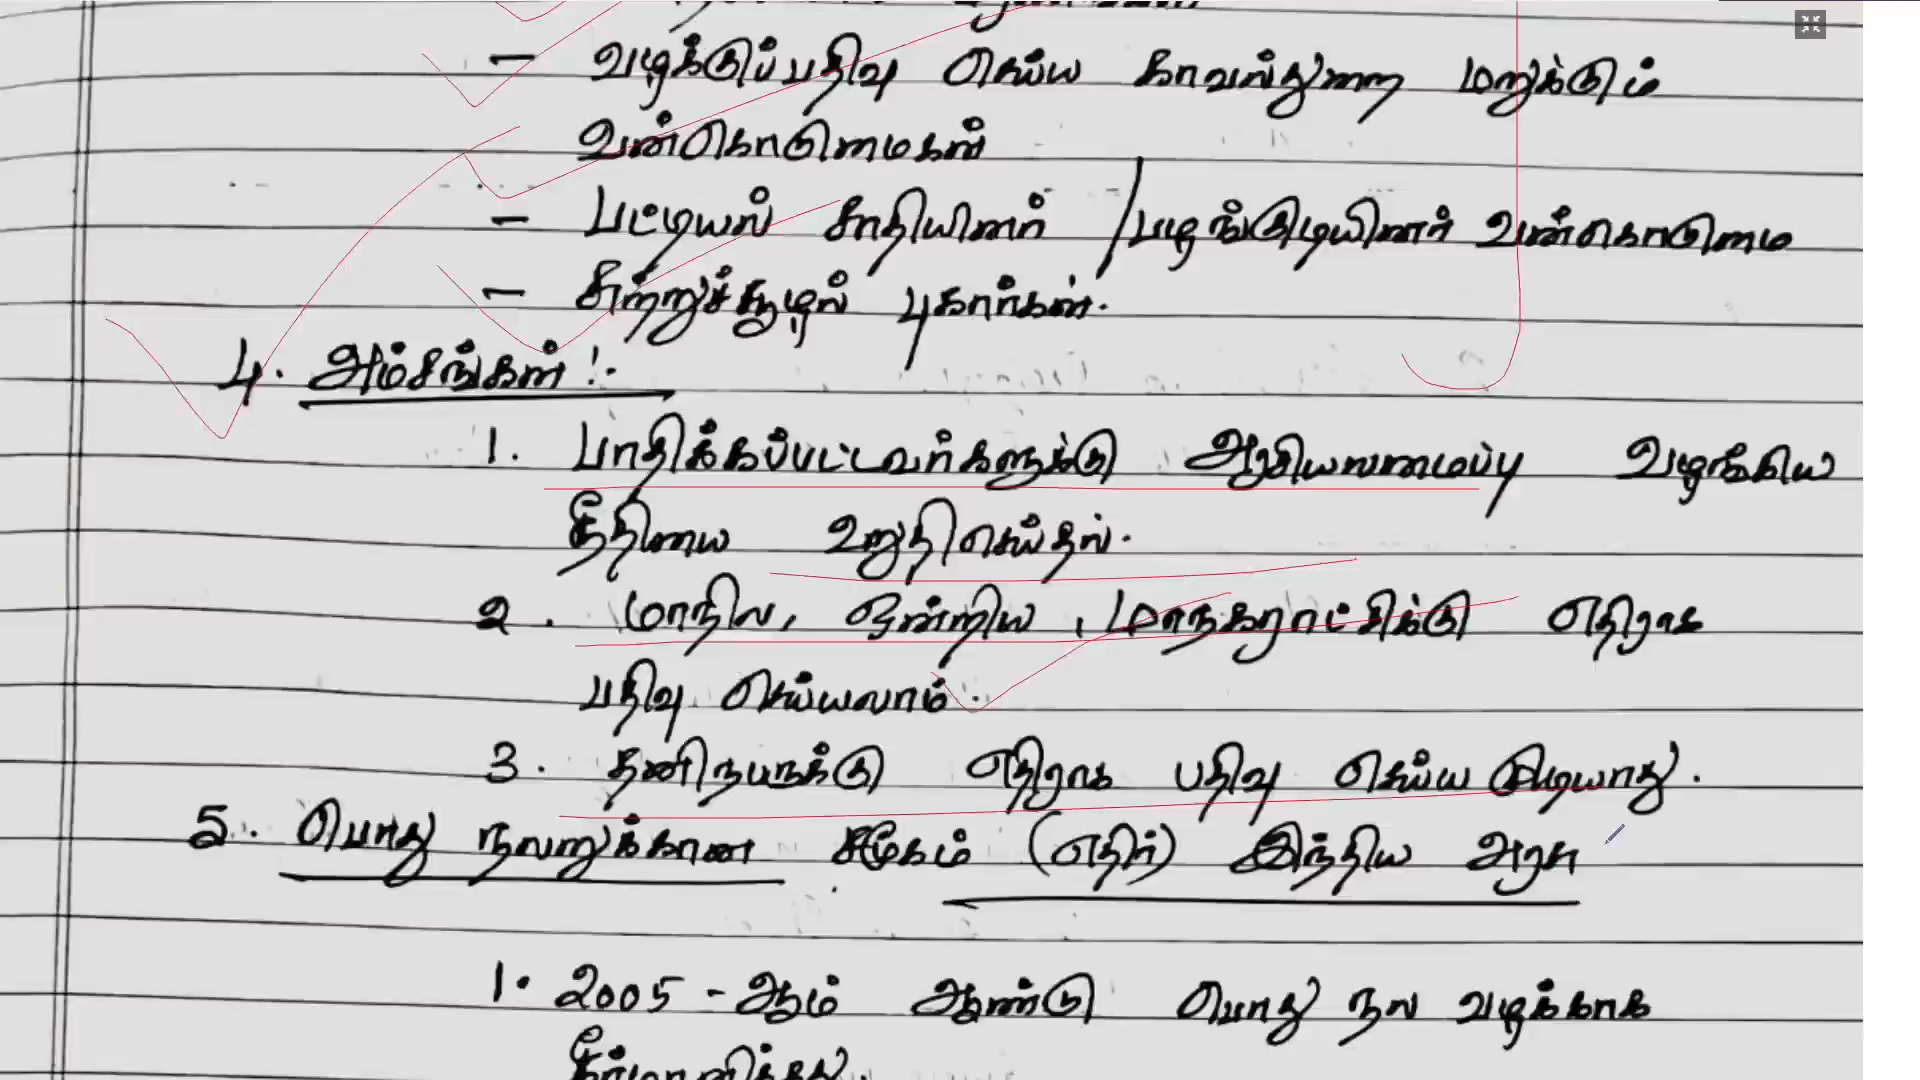 - வழக்குப்பதிவு செய்ய காவல்துறை மறுக்கும்
வன்கொடுமைகள்
- பட்டியல் சாதியினர் / பழங்குடியினர் வன்கொடுமை
- சுற்றுச்சூழல் புகார்கள்.
4. அம்சங்கள் :-
1. பாதிக்கப்பட்டவர்களுக்கு அரசியலமைப்பு வழங்கிய
நீதியை உறுதிசெய்தல்.
2. மாநில, ஒன்றிய, மாநகராட்சிக்கு எதிராக
பதிவு செய்யலாம்.
3. தனிநபருக்கு எதிராக பதிவு செய்ய முடியாது.
5. பொது நலனுக்கான சமூகம் (எதிர்) இந்திய அரசு
1. 2005 - ஆம் ஆண்டு பொது நல வழக்காக